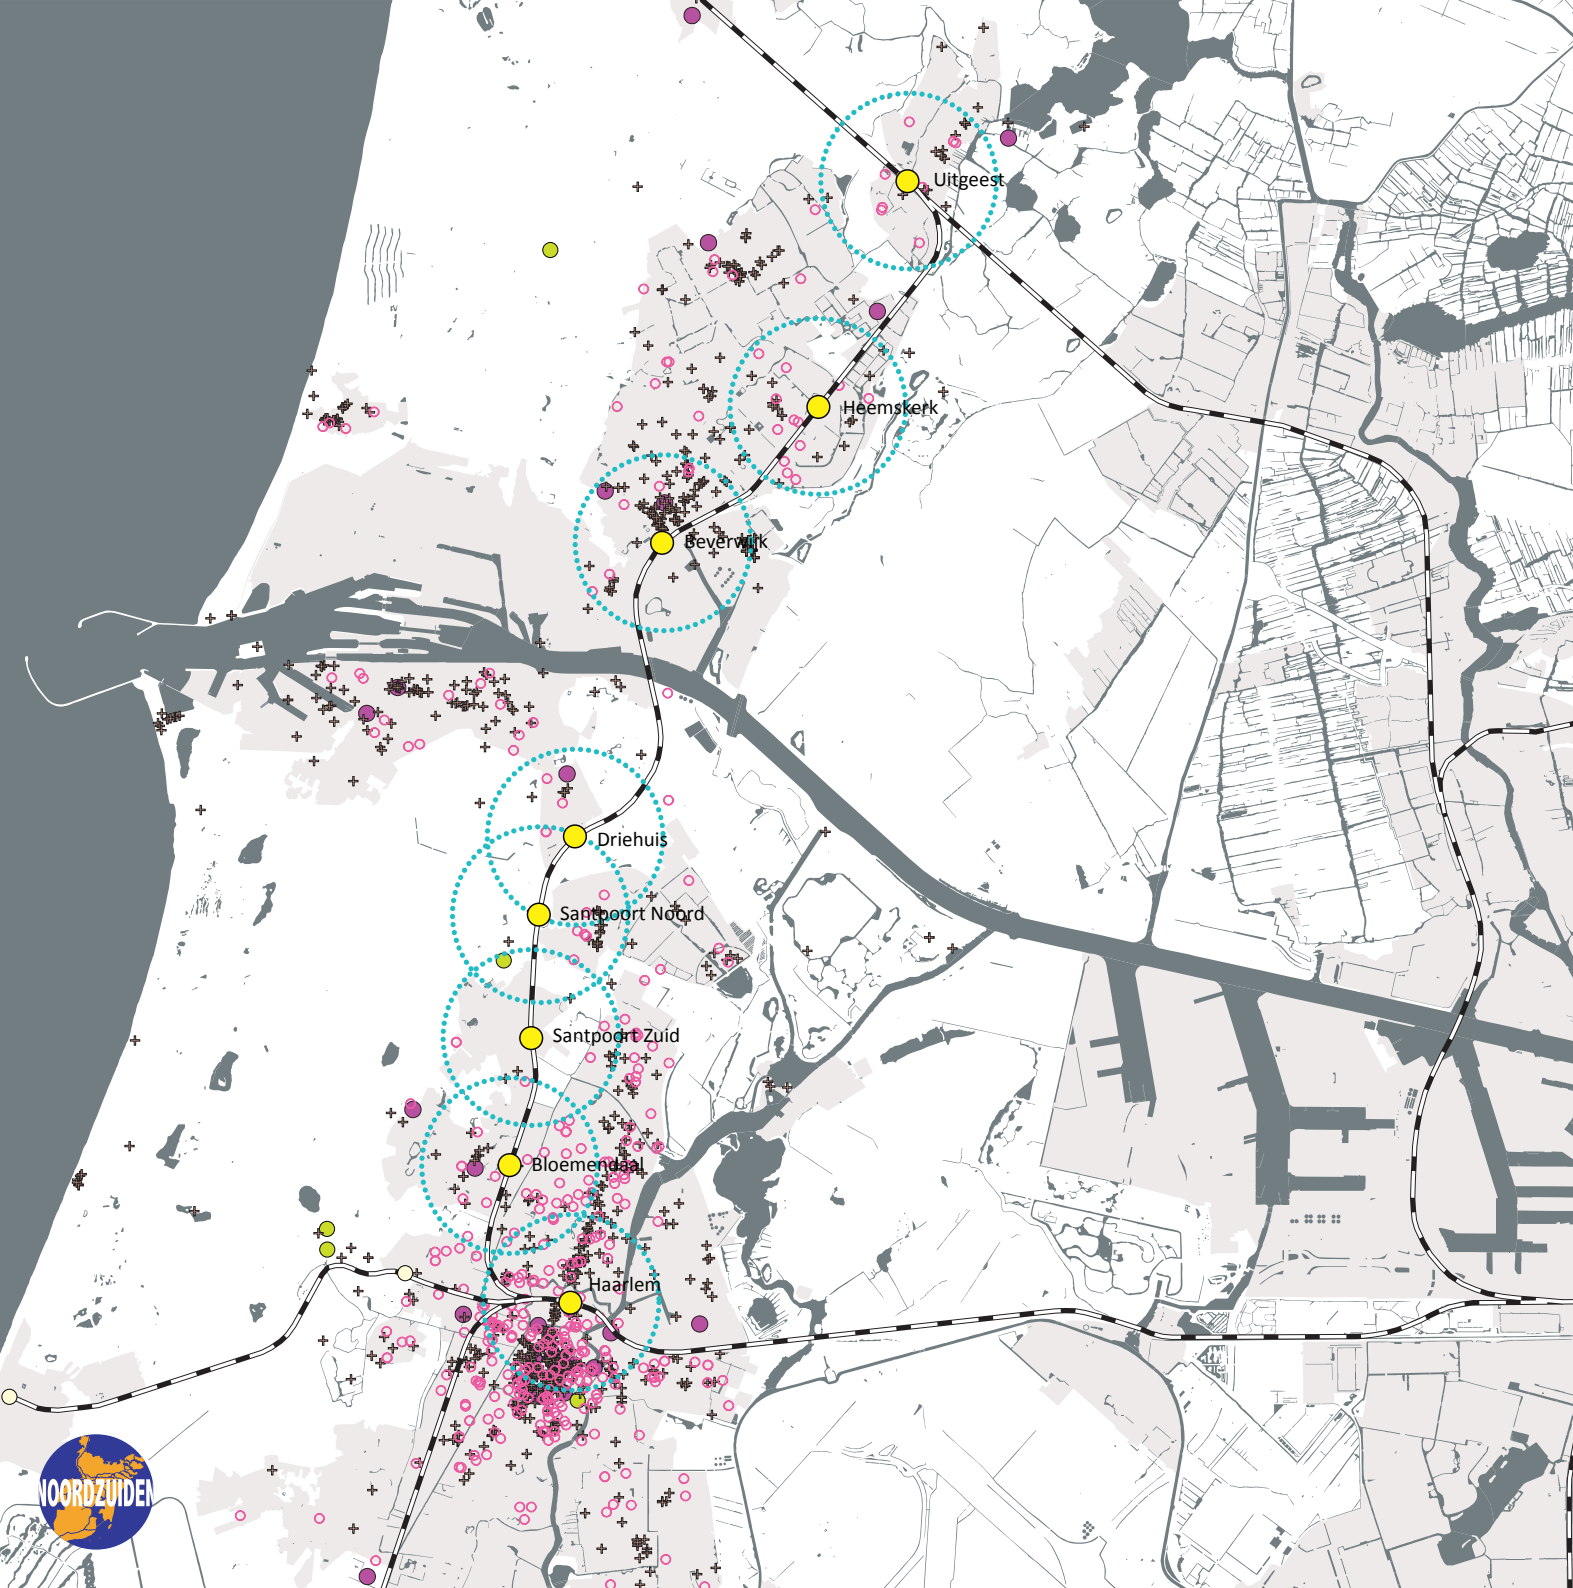 Uitgeest
Heemskerk
Beverwijk
Driehuis
Santpoort Noord
Santpoort Zuid
Bloemendaal
Haarlem
NOORDZUIDEN